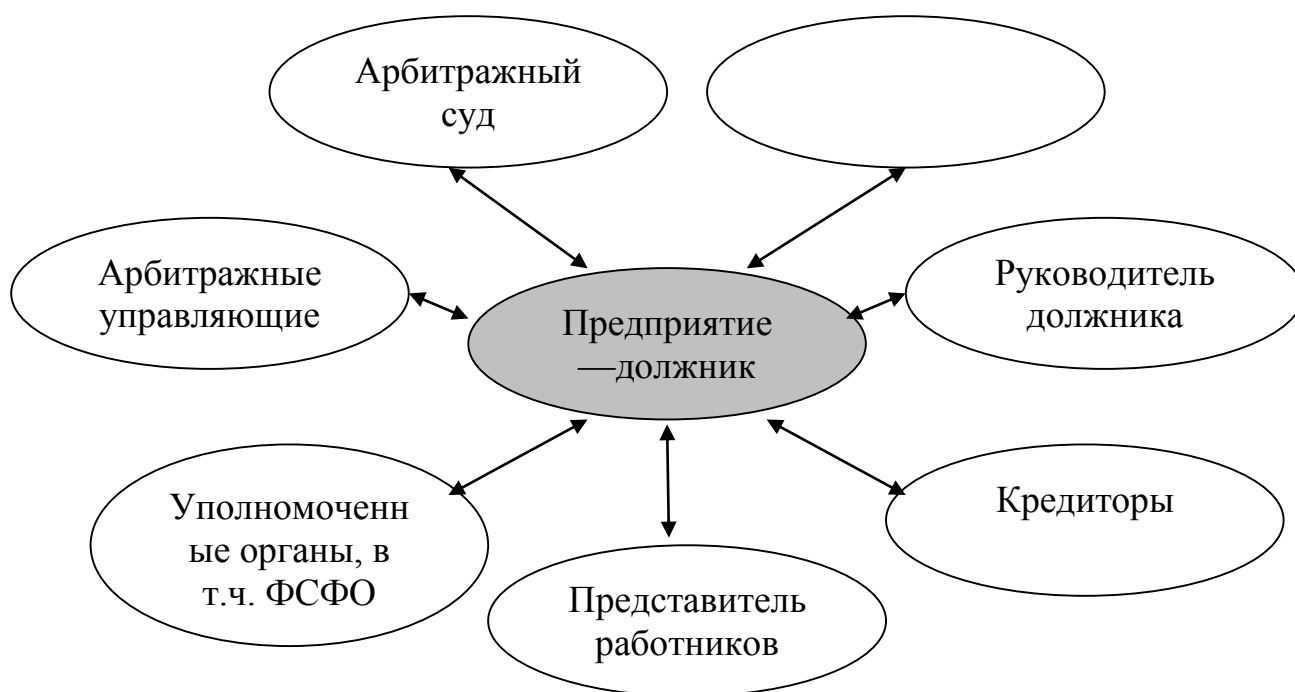 Арбитражный
суд
Арбитражные
управляющие
Руководитель
должника
Предприятие
—должник
Уполномоченн
ые органы, в
т.ч. ФСФО
Представитель
работников
Кредиторы